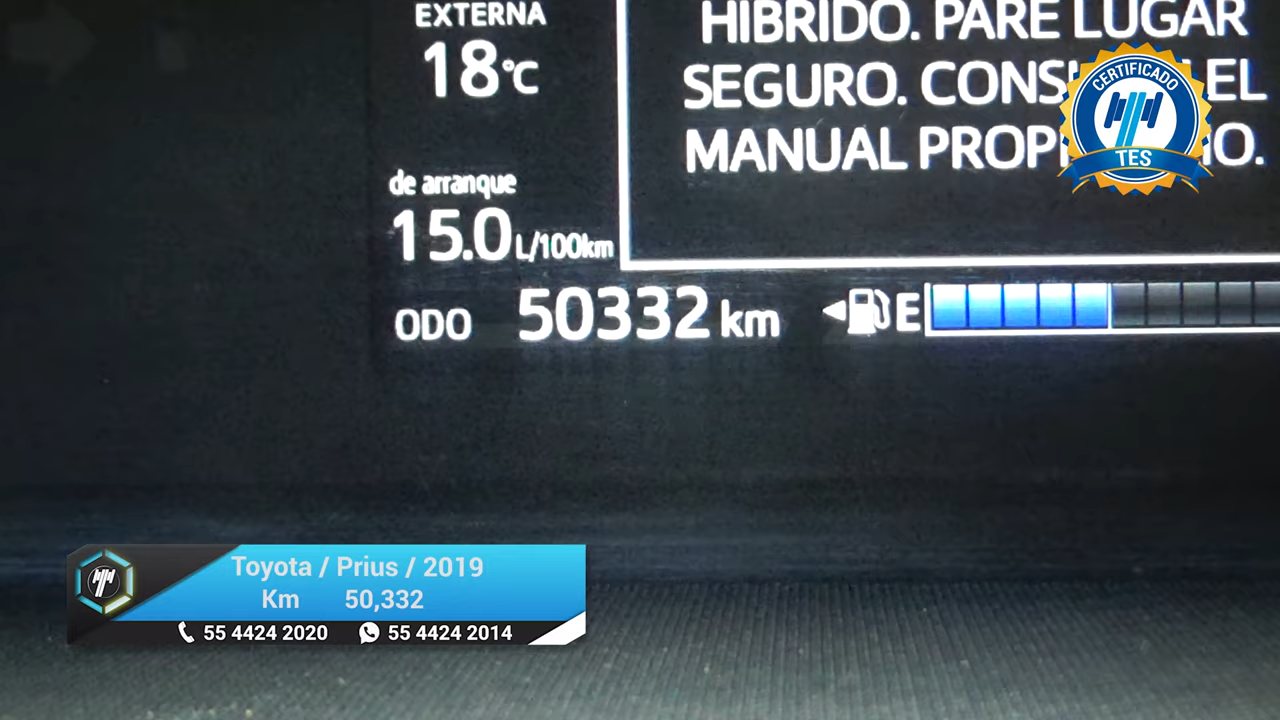 EXTERNA
18°C
HIBRIDO. PARE LUGAR
SEGURO. CONS EL
MANUAL PROP IO.
CERTIFICADO
TES
de arranque
15.0 L/100km
ODO 50332 km
E
Toyota / Prius / 2019
Km 50,332
55 4424 2020 55 4424 2014